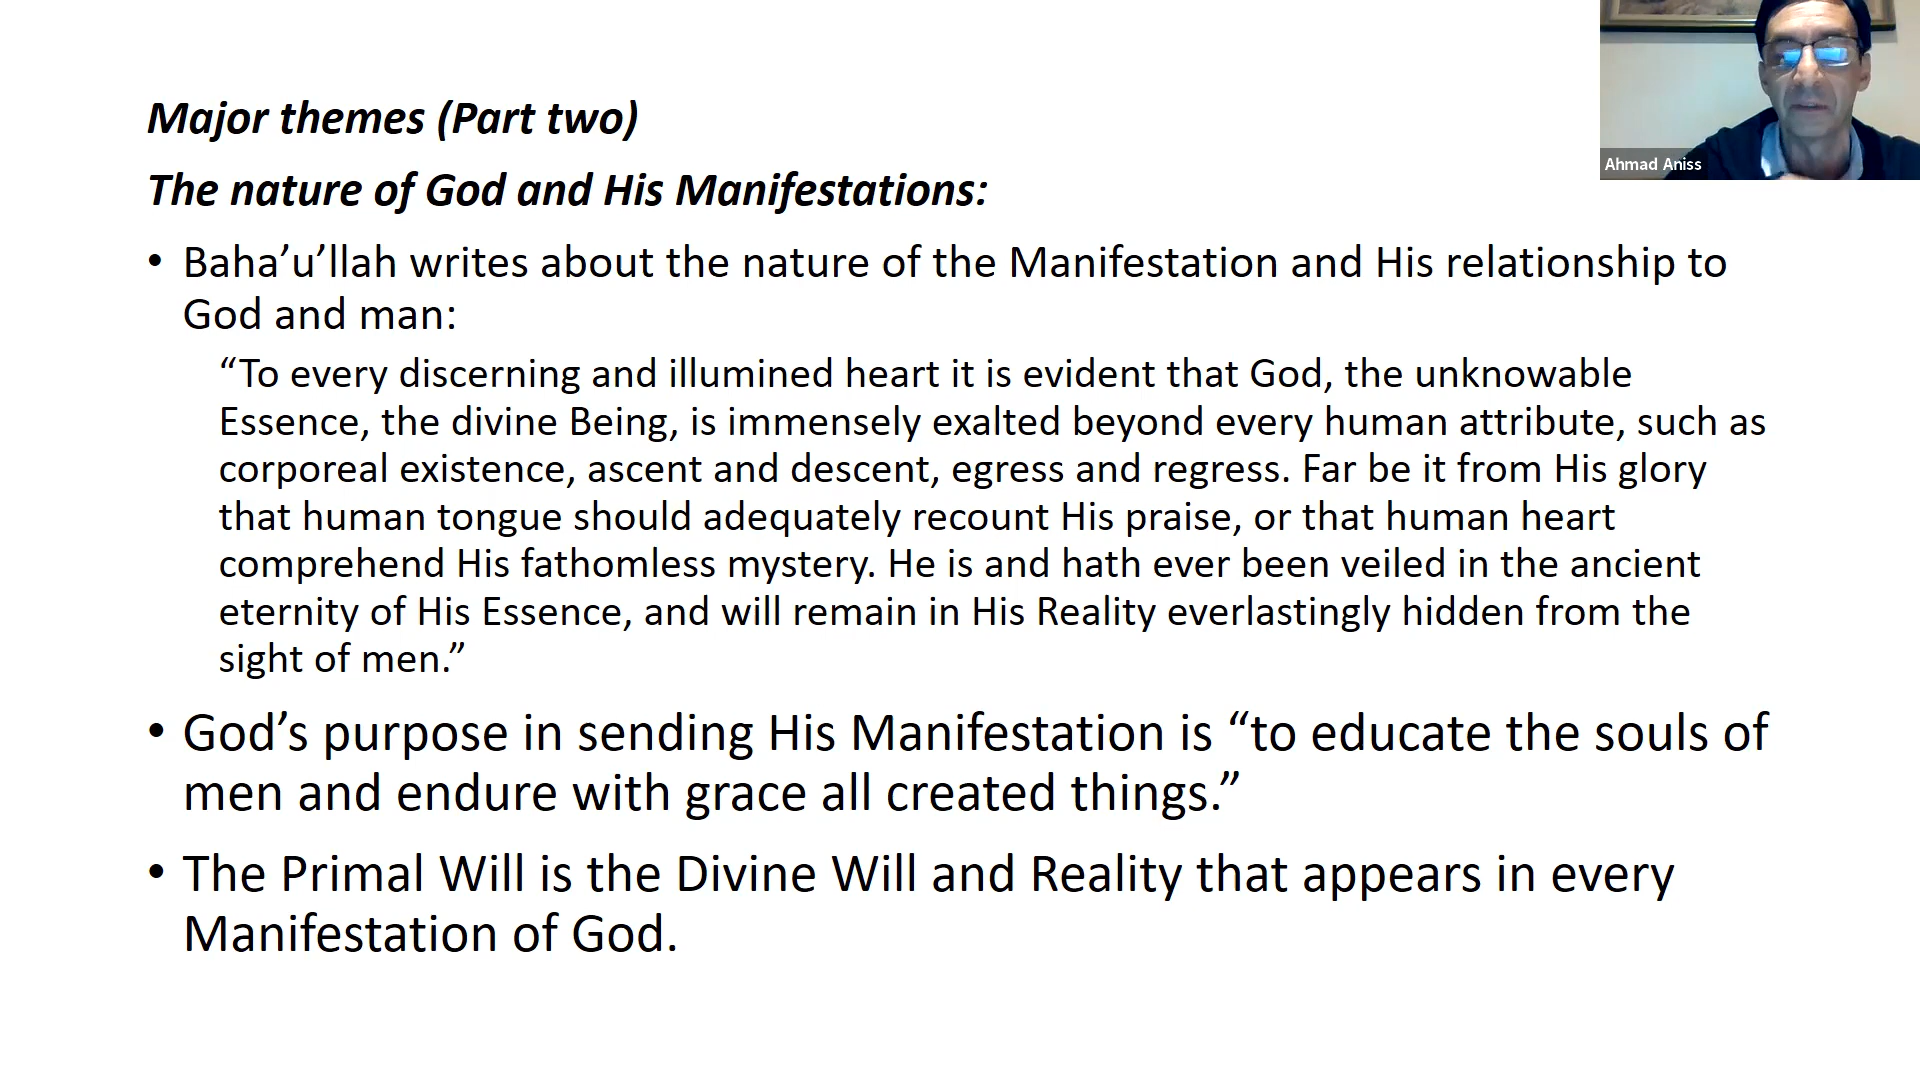 Major themes (Part two)
The nature of God and His Manifestations:
• Baha’u’llah writes about the nature of the Manifestation and His relationship to
God and man:
“To every discerning and illumined heart it is evident that God, the unknowable
Essence, the divine Being, is immensely exalted beyond every human attribute, such as
corporeal existence, ascent and descent, egress and regress. Far be it from His glory
that human tongue should adequately recount His praise, or that human heart
comprehend His fathomless mystery. He is and hath ever been veiled in the ancient
eternity of His Essence, and will remain in His Reality everlastingly hidden from the
sight of men.”
• God’s purpose in sending His Manifestation is “to educate the souls of
men and endure with grace all created things.”
• The Primal Will is the Divine Will and Reality that appears in every
Manifestation of God.
Ahmad Aniss